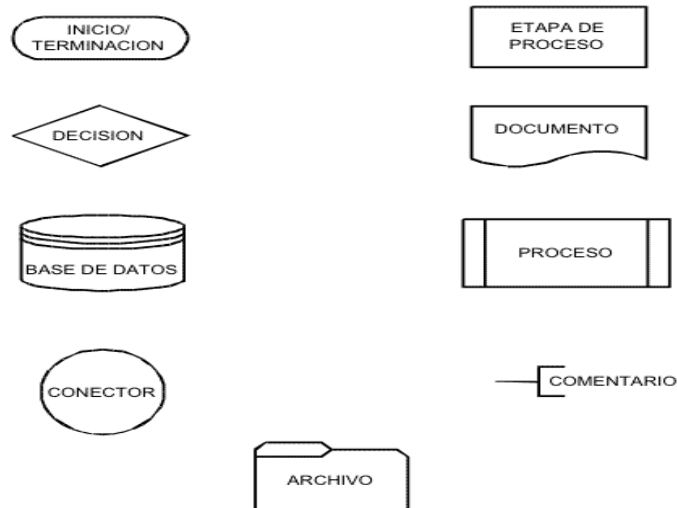 INICIO/
TERMINACION
ETAPA DE
PROCESO
DECISION
DOCUMENTO
BASE DE DATOS
PROCESO
CONECTOR
COMENTARIO
ARCHIVO